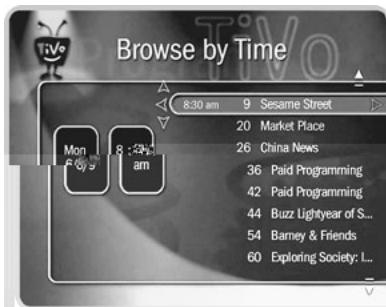 TiVo
Browse by Time
8:30 am 9 Sesame Street
20 Market Place
26 China News
36 Paid Programming
42 Paid Programming
44 Buzz Lightyear of S...
54 Barney & Friends
60 Exploring Society: I...
Mon
am